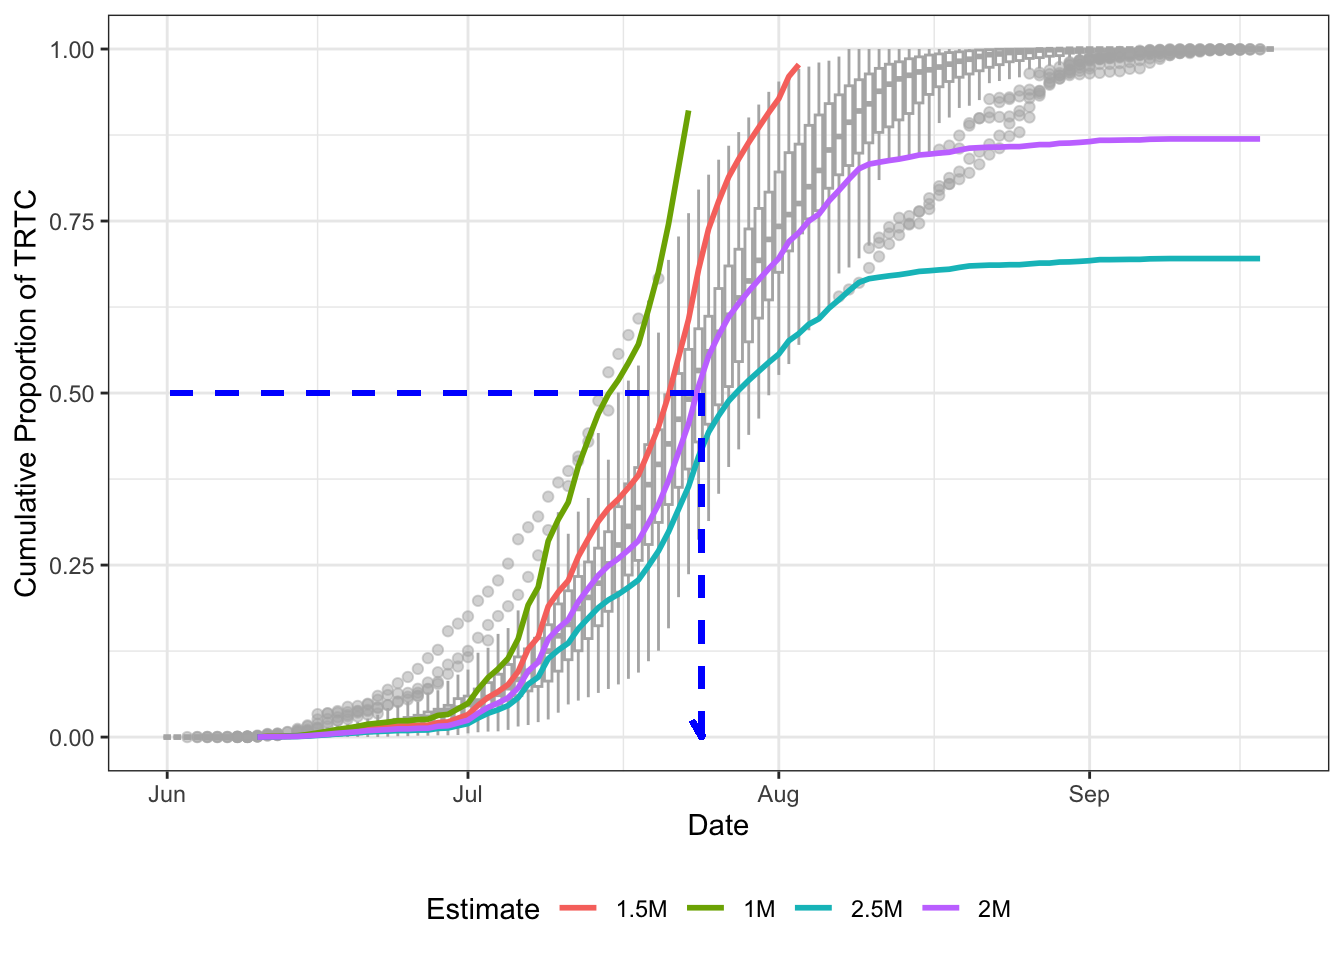 Cumulative Proportion of TRTC
1.00
0.75
0.50
0.25
0.00
Jun Jul Aug Sep
Date
Estimate 1.5M 1M 2.5M 2M